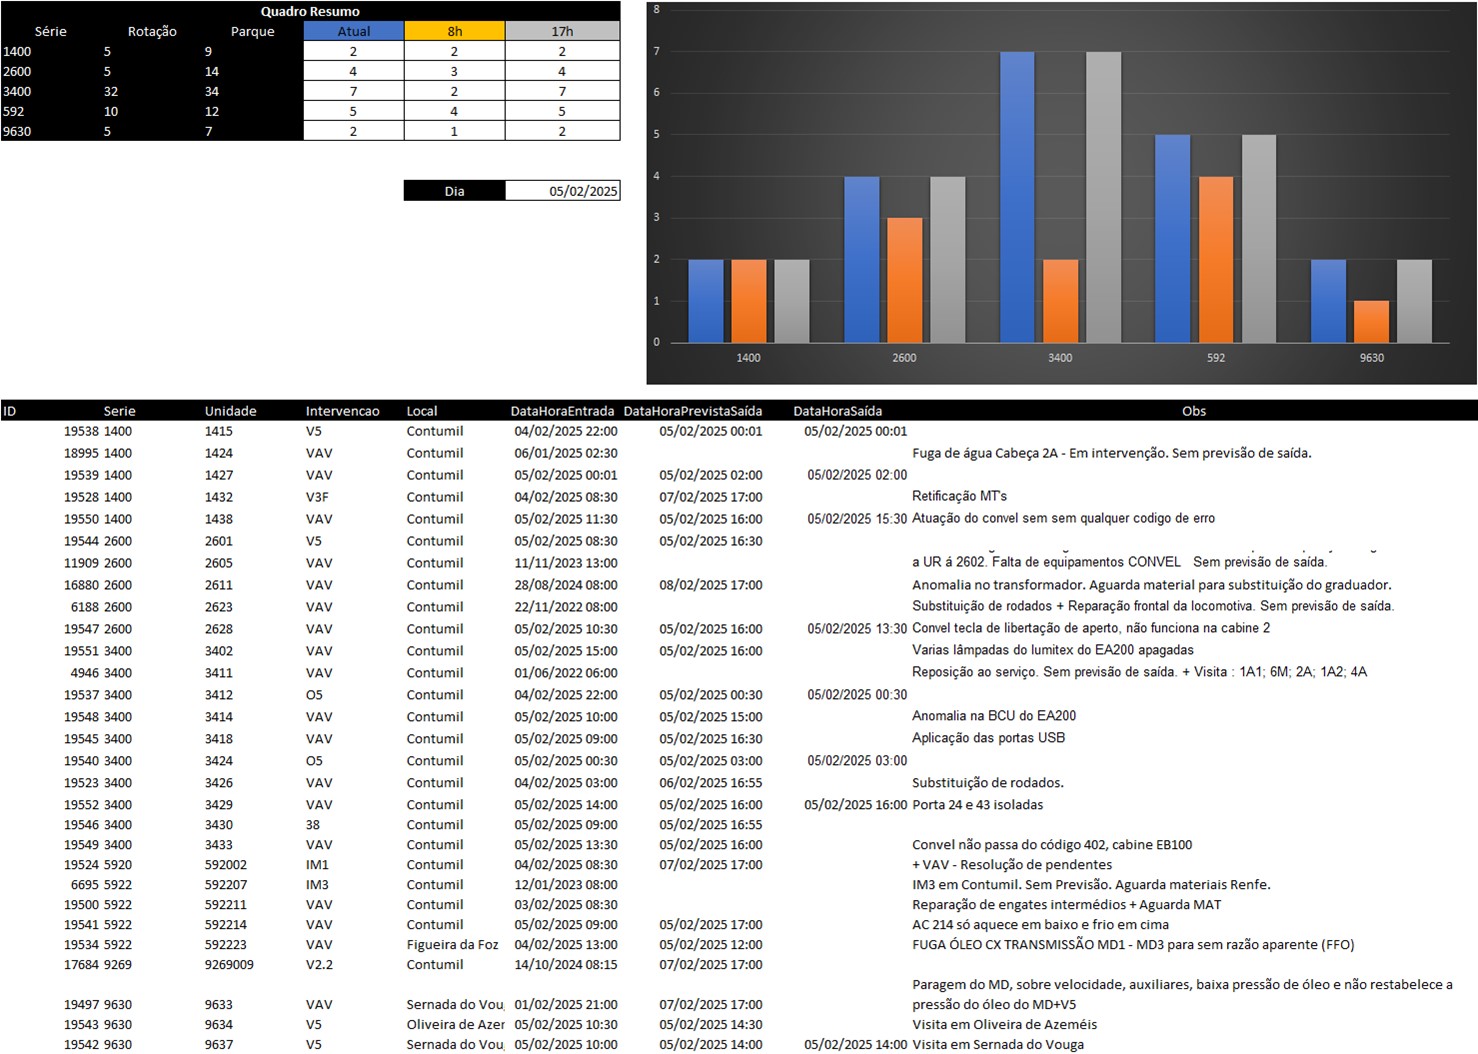 Quadro Resumo
Série Rotação Parque Atual 8h 17h
1400 5 9 2 2 2
2600 5 14 4 3 4
3400 32 34 7 2 7
592 10 12 5 4 5
9630 5 7 2 1 2
Dia 05/02/2025
8
7
6
5
4
3
2
1
0
1400 2600 3400 592 9630
ID Serie Unidade Intervencao Local DataHoraEntrada DataHoraPrevistaSaída DataHoraSaída Obs
19538 1400 1415 V5 Contumil 04/02/2025 22:00 05/02/2025 00:01 05/02/2025 00:01
18995 1400 1424 VAV Contumil 06/01/2025 02:30 Fuga de água Cabeça 2A - Em intervenção. Sem previsão de saída.
19539 1400 1427 VAV Contumil 05/02/2025 00:01 05/02/2025 02:00 05/02/2025 02:00
19528 1400 1432 V3F Contumil 04/02/2025 08:30 07/02/2025 17:00 Retificação MT's
19550 1400 1438 VAV Contumil 05/02/2025 11:30 05/02/2025 16:00 05/02/2025 15:30 Atuação do convel sem sem qualquer codigo de erro
19544 2600 2601 V5 Contumil 05/02/2025 08:30 05/02/2025 16:30
11909 2600 2605 VAV Contumil 11/11/2023 13:00 a UR á 2602. Falta de equipamentos CONVEL Sem previsão de saída.
16880 2600 2611 VAV Contumil 28/08/2024 08:00 08/02/2025 17:00 Anomalia no transformador. Aguarda material para substituição do graduador.
6188 2600 2623 VAV Contumil 22/11/2022 08:00 Substituição de rodados + Reparação frontal da locomotiva. Sem previsão de saída.
19547 2600 2628 VAV Contumil 05/02/2025 10:30 05/02/2025 16:00 05/02/2025 13:30 Convel tecla de libertação de aperto, não funciona na cabine 2
19551 3400 3402 VAV Contumil 05/02/2025 15:00 05/02/2025 16:00 Varias lâmpadas do lumitex do EA200 apagadas
4946 3400 3411 VAV Contumil 01/06/2022 06:00 Reposição ao serviço. Sem previsão de saída. + Visita : 1A1; 6M; 2A; 1A2; 4A
19537 3400 3412 O5 Contumil 04/02/2025 22:00 05/02/2025 00:30 05/02/2025 00:30
19548 3400 3414 VAV Contumil 05/02/2025 10:00 05/02/2025 15:00 Anomalia na BCU do EA200
19545 3400 3418 VAV Contumil 05/02/2025 09:00 05/02/2025 16:30 Aplicação das portas USB
19540 3400 3424 O5 Contumil 05/02/2025 00:30 05/02/2025 03:00 05/02/2025 03:00
19523 3400 3426 VAV Contumil 04/02/2025 03:00 06/02/2025 16:55 Substituição de rodados.
19552 3400 3429 VAV Contumil 05/02/2025 14:00 05/02/2025 16:00 05/02/2025 16:00 Porta 24 e 43 isoladas
19546 3400 3430 38 Contumil 05/02/2025 09:00 05/02/2025 16:55
19549 3400 3433 VAV Contumil 05/02/2025 13:30 05/02/2025 16:00 Convel não passa do código 402, cabine EB100
19524 5920 592002 IM1 Contumil 04/02/2025 08:30 07/02/2025 17:00 + VAV - Resolução de pendentes
6695 5922 592207 IM3 Contumil 12/01/2023 08:00 IM3 em Contumil. Sem Previsão. Aguarda materiais Renfe.
19500 5922 592211 VAV Contumil 03/02/2025 08:30 Reparação de engates intermédios + Aguarda MAT
19541 5922 592214 VAV Contumil 05/02/2025 09:00 05/02/2025 17:00 AC 214 só aquece em baixo e frio em cima
19534 5922 592223 VAV Figueira da Foz 04/02/2025 13:00 05/02/2025 12:00 FUGA ÓLEO CX TRANSMISSÃO MD1 - MD3 para sem razão aparente (FFO)
17684 9269 9269009 V2.2 Contumil 14/10/2024 08:15 07/02/2025 17:00
Paragem do MD, sobre velocidade, auxiliares, baixa pressão de óleo e não restabelece a
19497 9630 9633 VAV Sernada do Vou 01/02/2025 21:00 07/02/2025 17:00 pressão do óleo do MD+V5
19543 9630 9634 V5 Oliveira de Azer 05/02/2025 10:30 05/02/2025 14:30 Visita em Oliveira de Azeméis
19542 9630 9637 V5 Sernada do Vou 05/02/2025 10:00 05/02/2025 14:00 05/02/2025 14:00 Visita em Sernada do Vouga